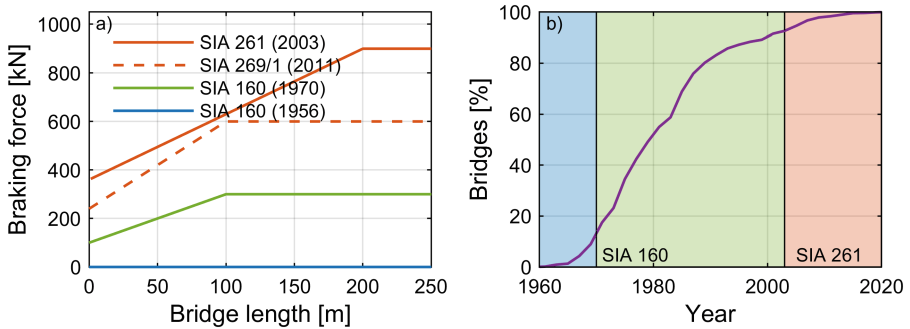 a)
SIA 261 (2003)
SIA 269/1 (2011)
SIA 160 (1970)
SIA 160 (1956)
Braking force [kN]
1000
800
600
400
200
0
0 50 100 150 200 250
Bridge length [m]
b)
Bridges [%]
100
80
60
40
20
0
SIA 160
SIA 261
1960 1980 2000 2020
Year